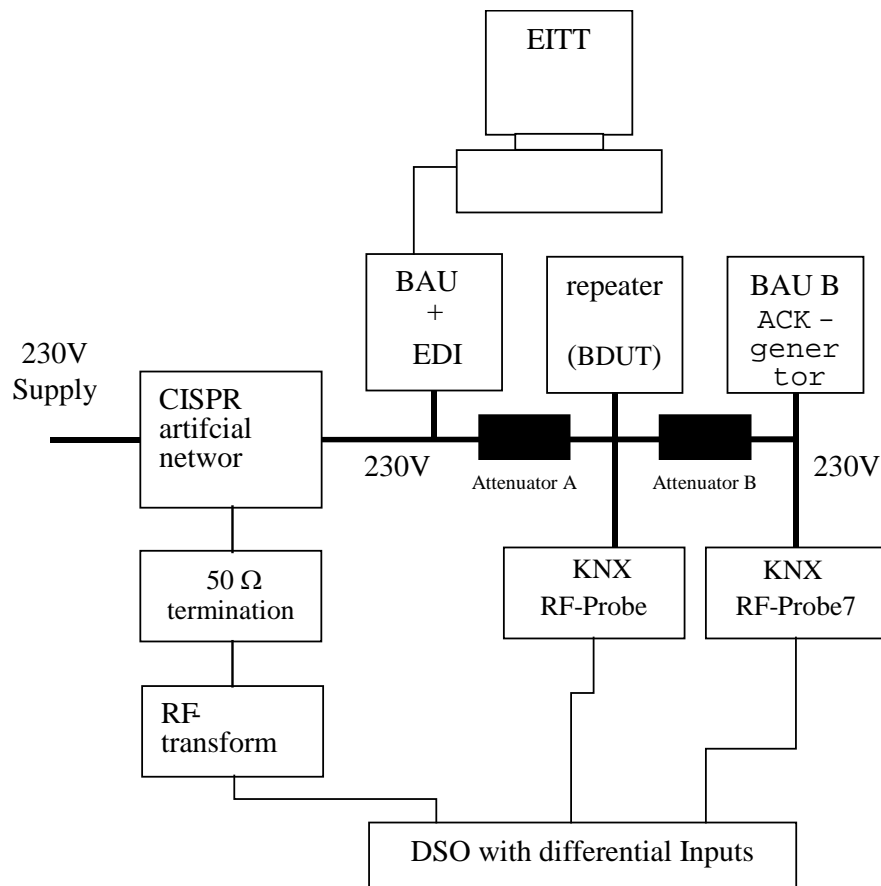 EITT
BAU
+
EDI
repeater
(BDUT)
BAU B
ACK -
gener
tor
230V
Supply
CISPR
artifcial
networ
230V
Attenuator A
Attenuator B
230V
50 Ω
termination
KNX
RF-Probe
KNX
RF-Probe7
RF-
transform
DSO with differential Inputs